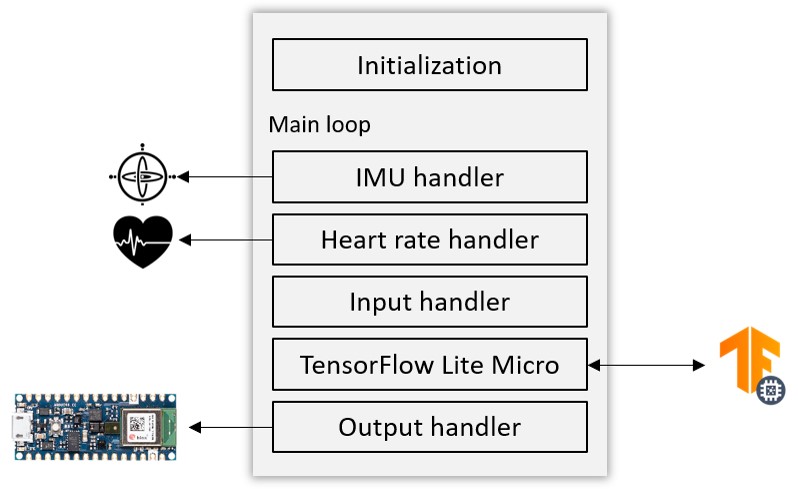 Initialization
Main loop
IMU handler
Heart rate handler
Input handler
TensorFlow Lite Micro
Output handler